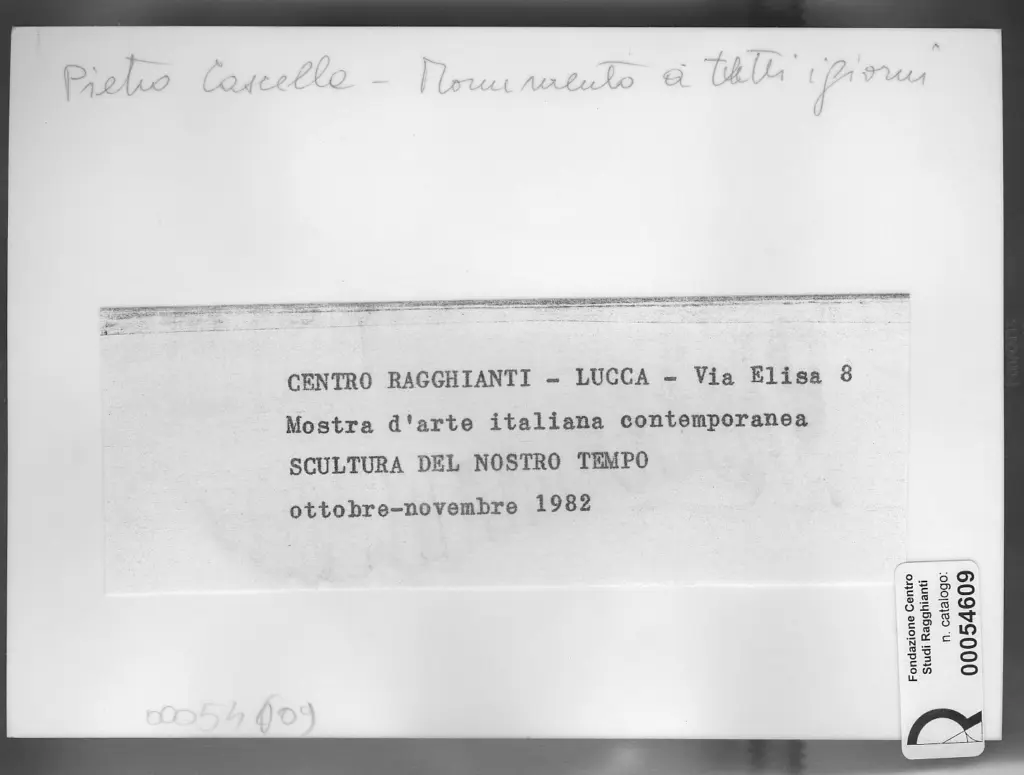 Pietro Cascella - Monumento a tutti i giorni
CENTRO RAGGHIANTI - LUCCA - Via Elisa 8
Mostra d'arte italiana contemporanea
SCULTURA DEL NOSTRO TEMPO
ottobre-novembre 1982
Fondazione Centro
Studi Ragghianti
n. catalogo:
00054609
00054609